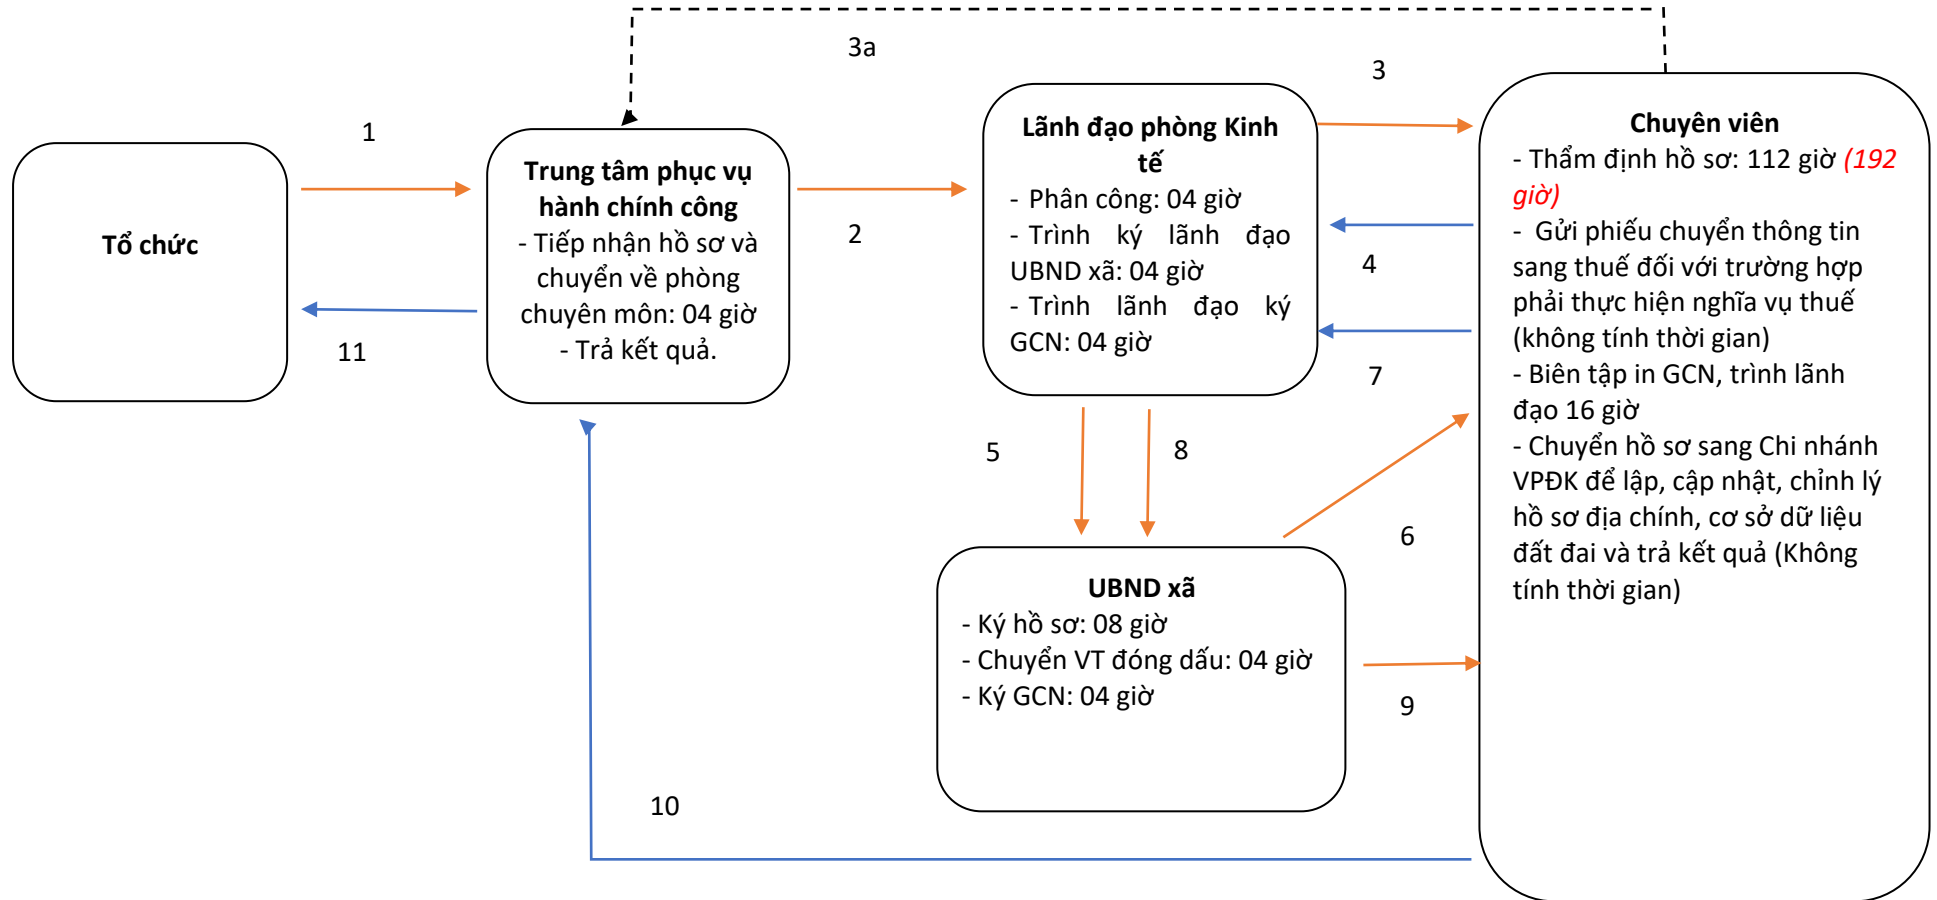 3a
3
1
2
11
4
7
5
8
6
9
10
Tổ chức
Trung tâm phục vụ
hành chính công
- Tiếp nhận hồ sơ và
chuyển về phòng
chuyên môn: 04 giờ
- Trả kết quả.
Lãnh đạo phòng Kinh
tế
- Phân công: 04 giờ
- Trình ký lãnh đạo
UBND xã: 04 giờ
- Trình lãnh đạo ký
GCN: 04 giờ
UBND xã
- Ký hồ sơ: 08 giờ
- Chuyển VT đóng dấu: 04 giờ
- Ký GCN: 04 giờ
Chuyên viên
- Thẩm định hồ sơ: 112 giờ (192
giờ)
- Gửi phiếu chuyển thông tin
sang thuế đối với trường hợp
phải thực hiện nghĩa vụ thuế
(không tính thời gian)
- Biên tập in GCN, trình lãnh
đạo 16 giờ
- Chuyển hồ sơ sang Chi nhánh
VPĐK để lập, cập nhật, chỉnh lý
hồ sơ địa chính, cơ sở dữ liệu
đất đai và trả kết quả (Không
tính thời gian)